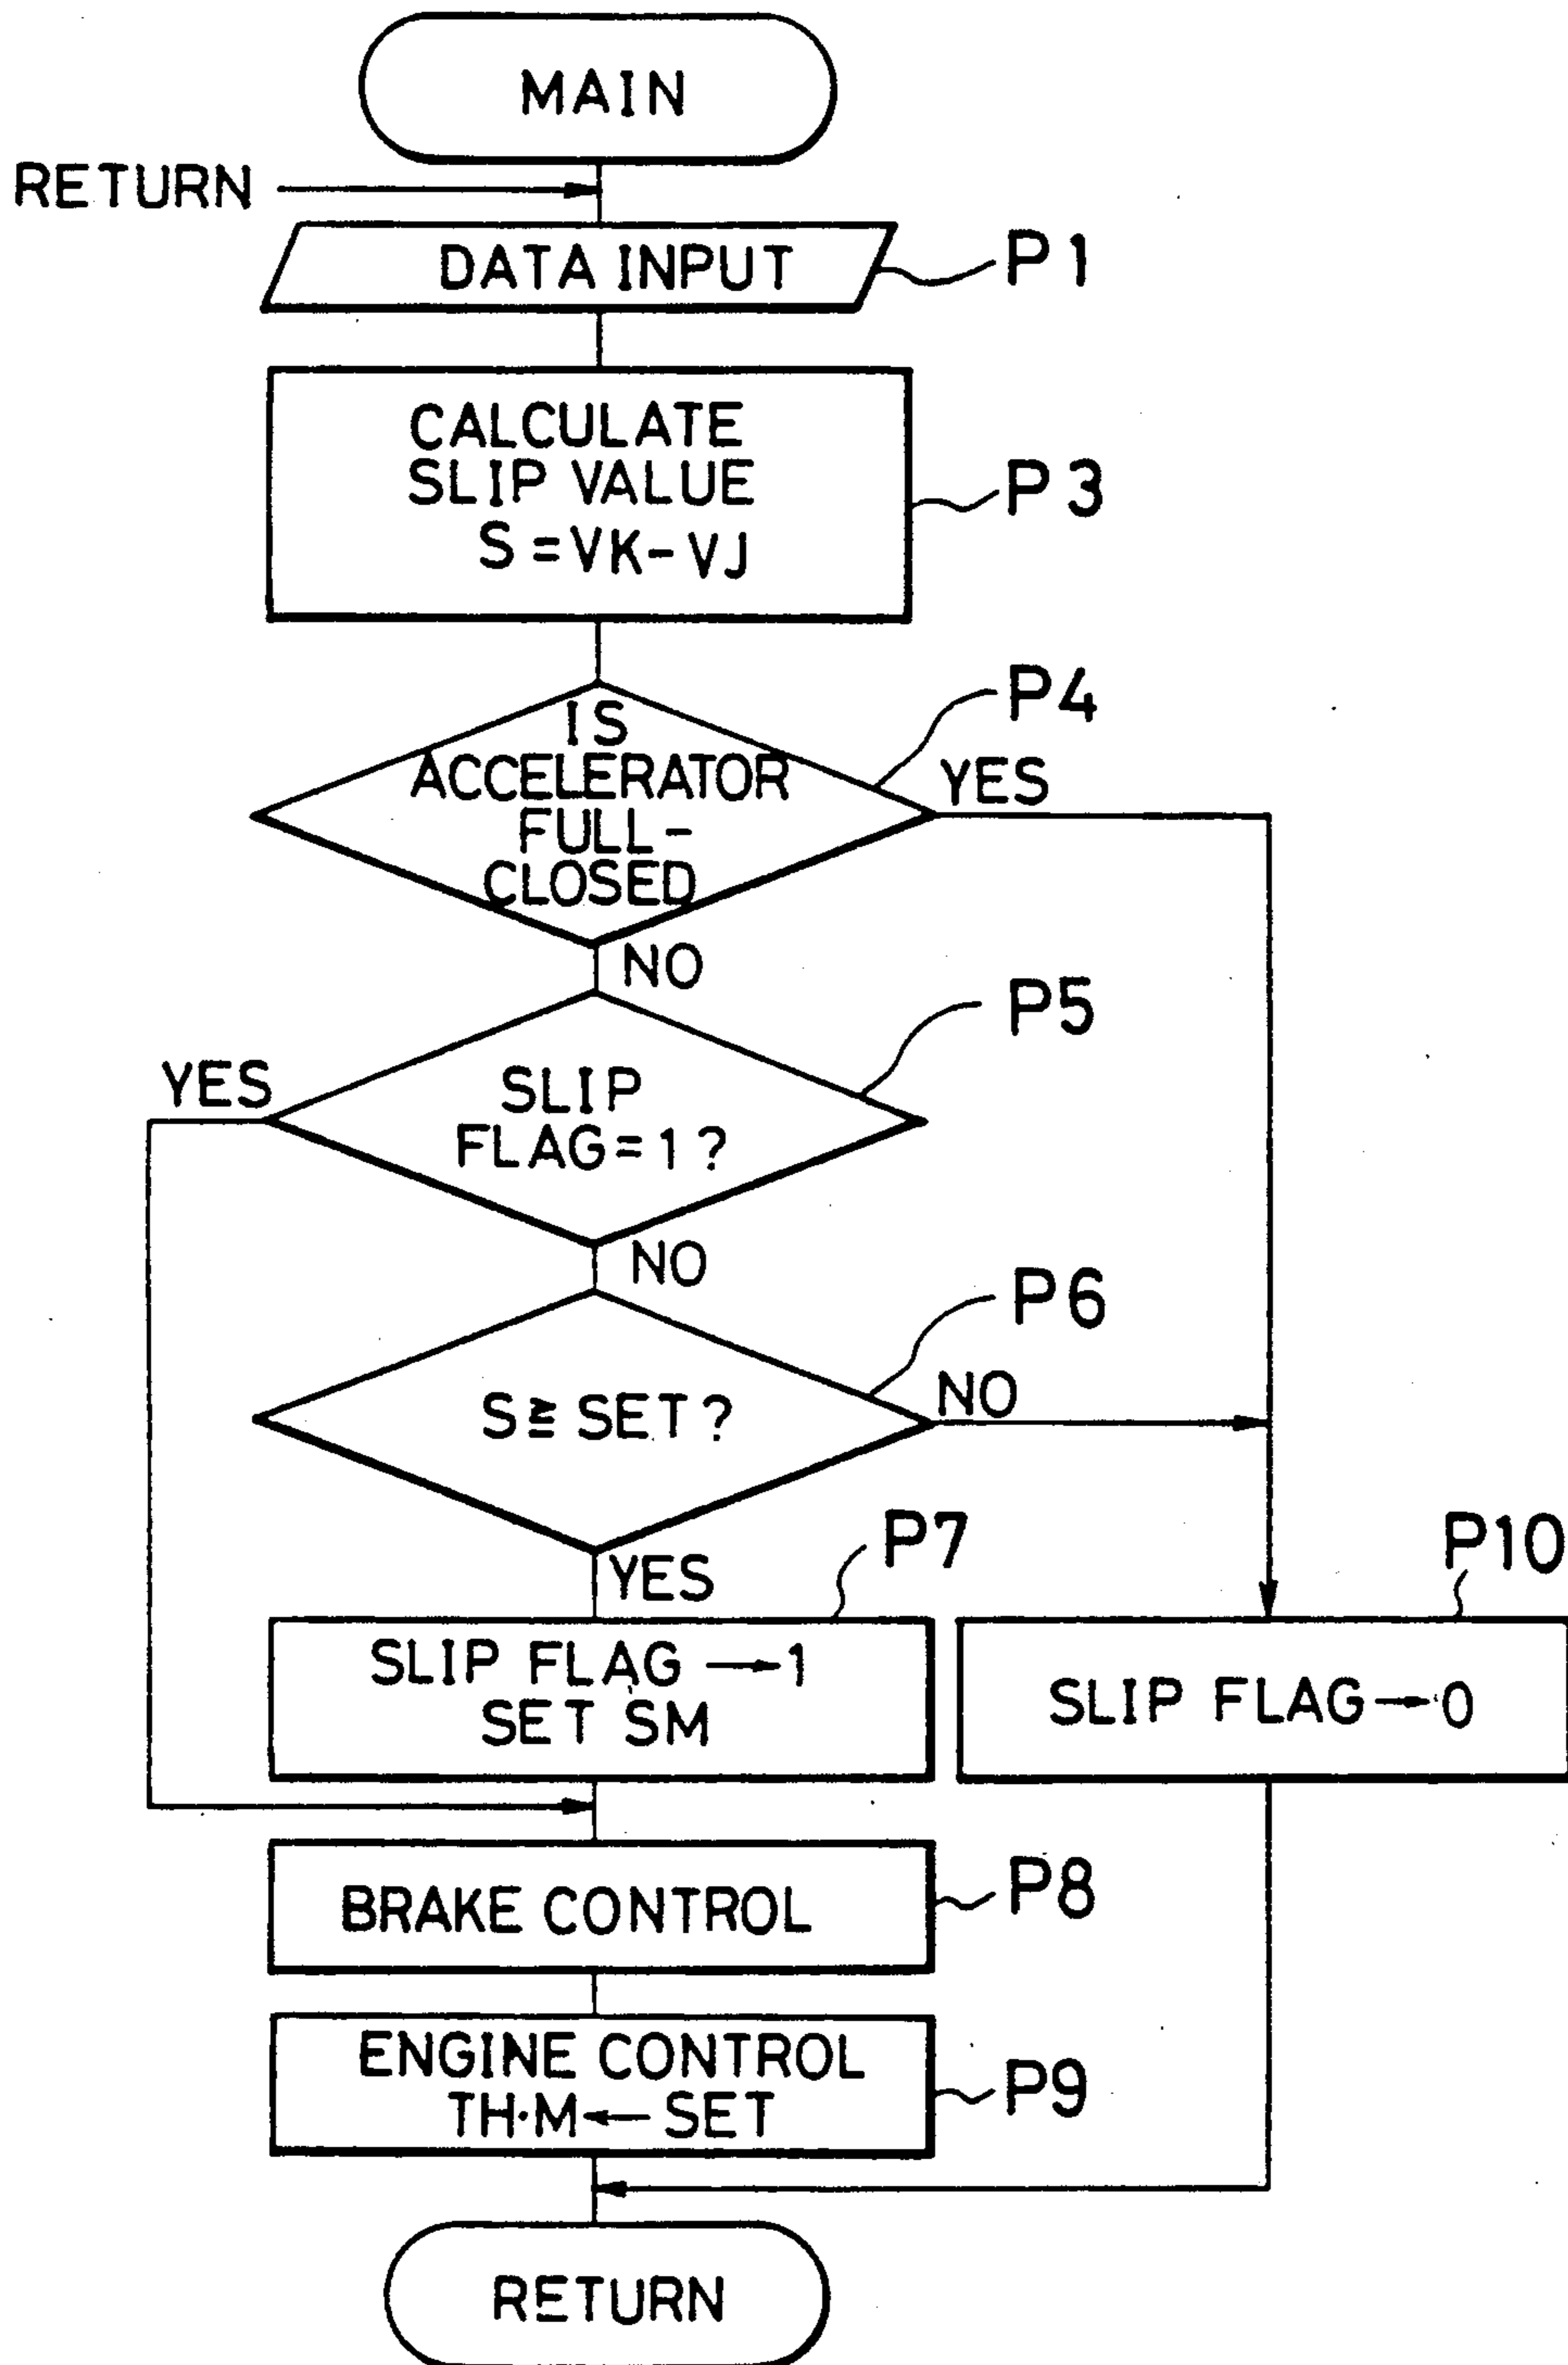 MAIN
RETURN
DATA INPUT
P1
CALCULATE
SLIP VALUE
S=VK-VJ
P3
P4
IS
ACCELERATOR
FULL-
CLOSED
YES
NO
P5
YES
SLIP
FLAG=1?
NO
P6
S≧SET?
NO
YES
P7
P10
SLIP FLAG→1
SET SM
SLIP FLAG→0
BRAKE CONTROL
P8
ENGINE CONTROL
TH·M←SET
P9
RETURN